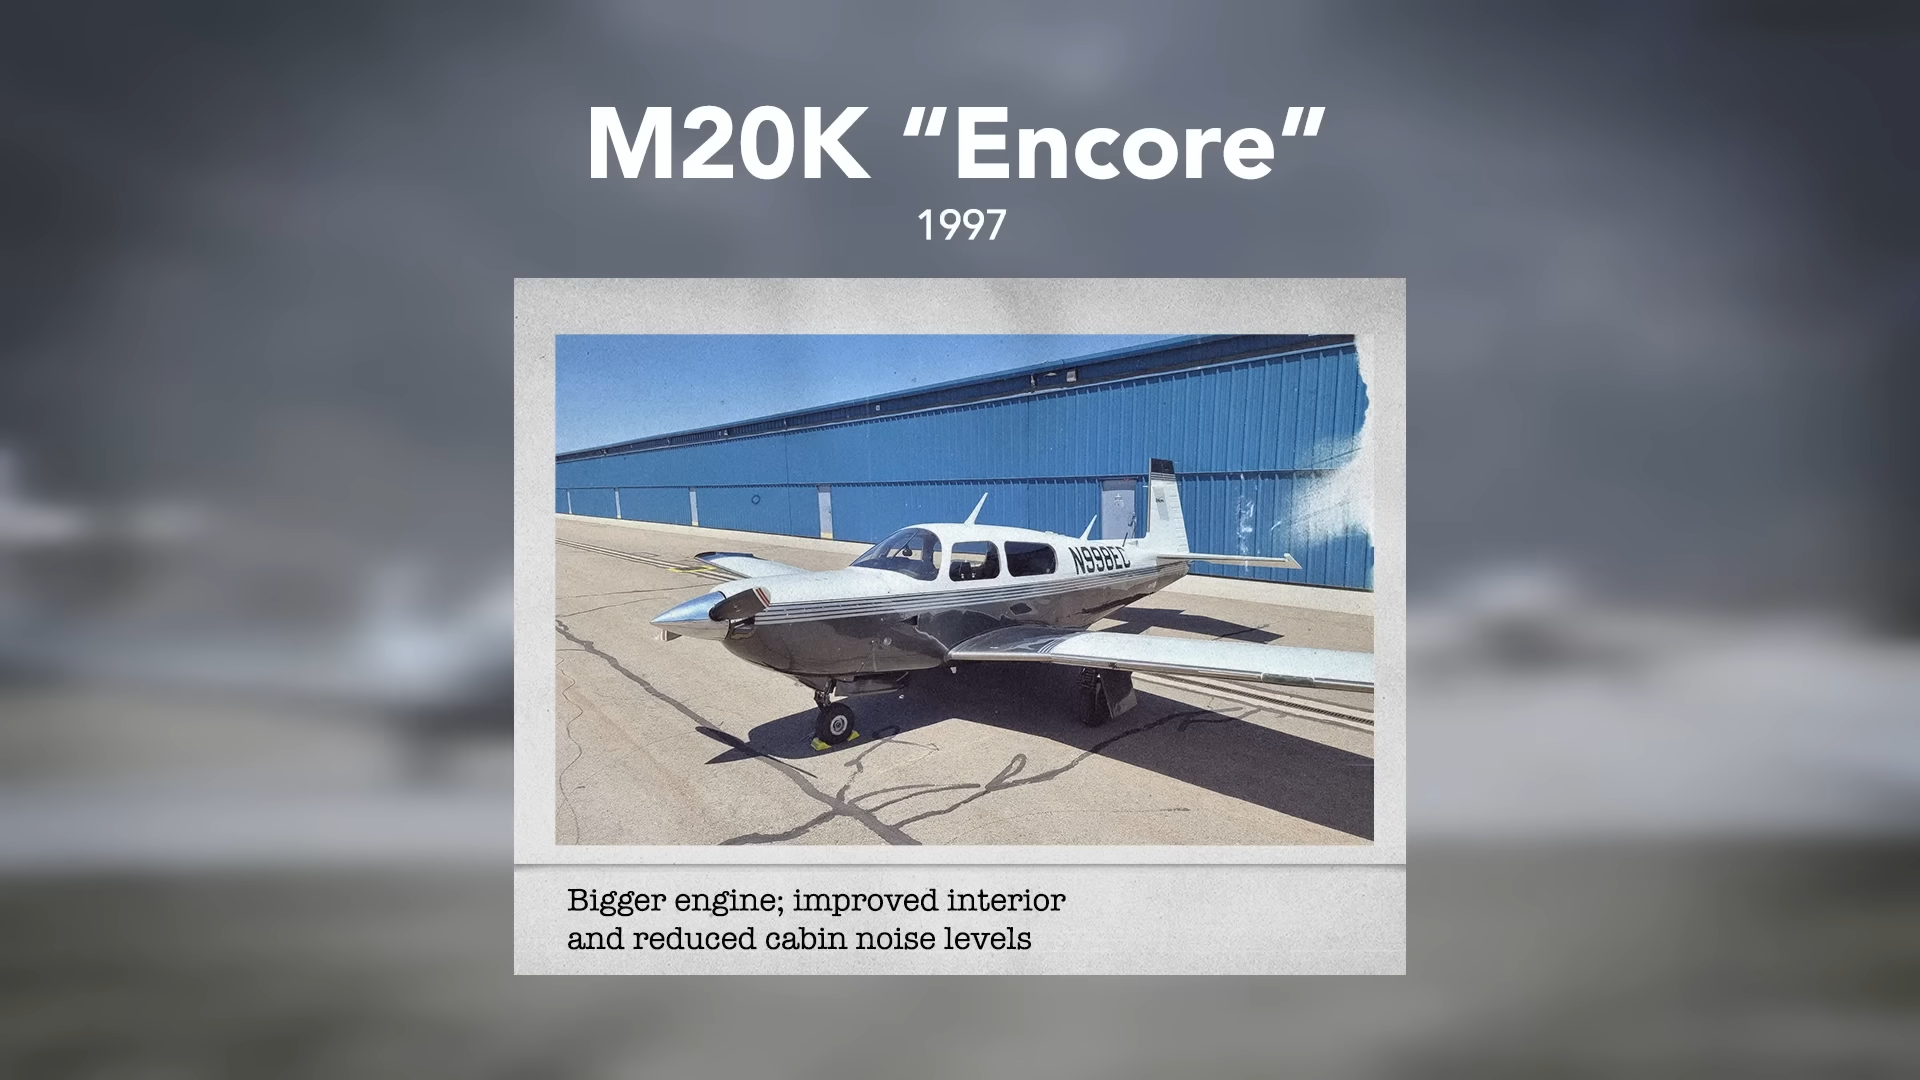 M20K “Encore”
1997
N998EC
Bigger engine; improved interior
and reduced cabin noise levels